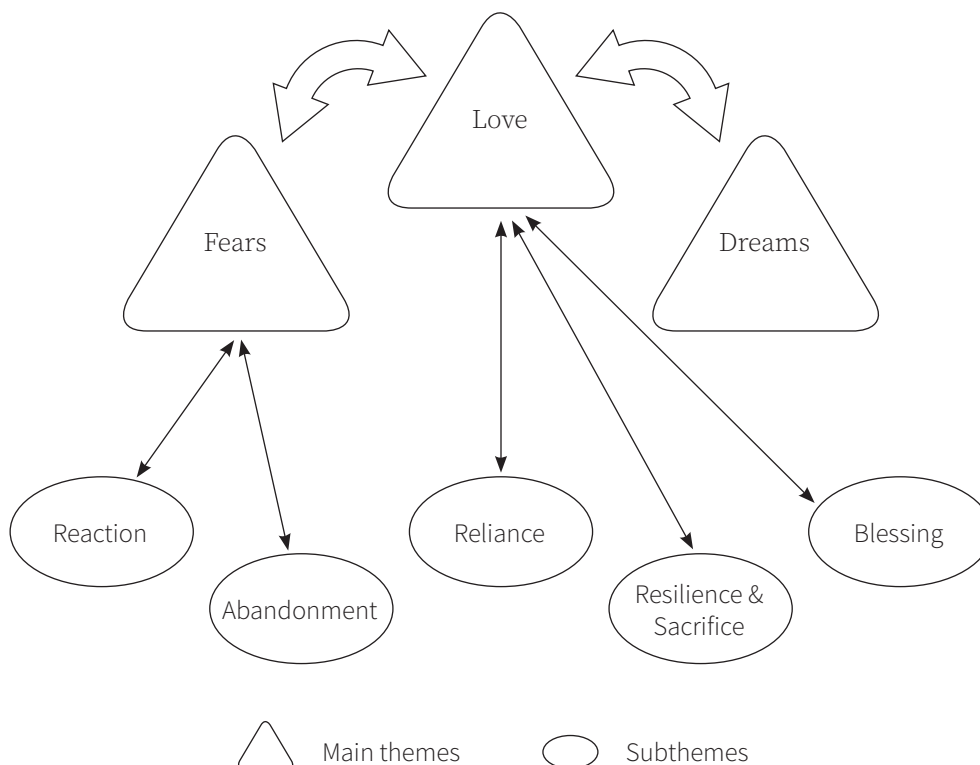 Love
Fears
Dreams
Reaction
Reliance
Blessing
Abandonment
Resilience &
Sacrifice
Main themes
Subthemes